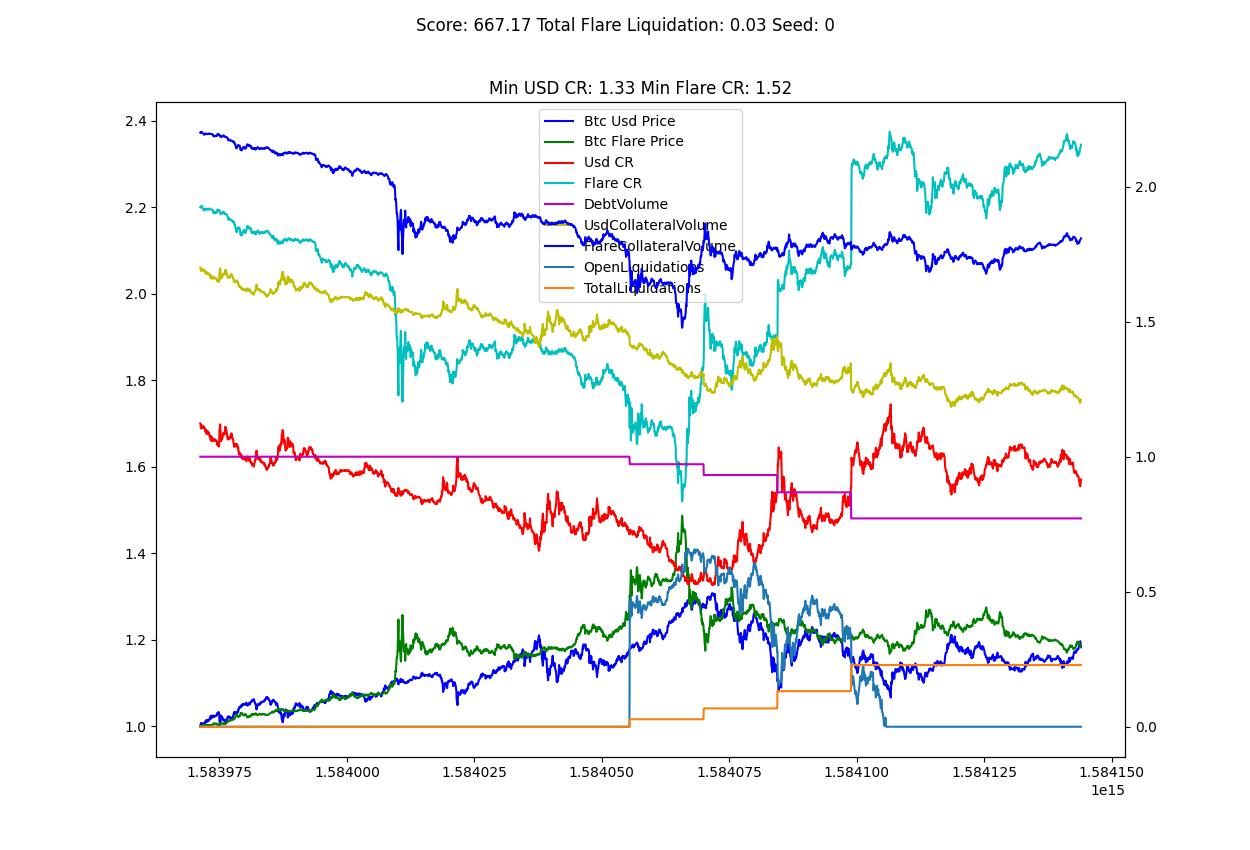 Score: 667.17 Total Flare Liquidation: 0.03 Seed: 0
Min USD CR: 1.33 Min Flare CR: 1.52
Btc Usd Price
Btc Flare Price
Usd CR
Flare CR
DebtVolume
UsdCollateralVolume
FlareCollateralVolume
OpenLiquidations
TotalLiquidations
2.4
2.2
2.0
1.8
1.6
1.4
1.2
1.0
2.0
1.5
1.0
0.5
0.0
1.583975 1.584000 1.584025 1.584050 1.584075 1.584100 1.584125 1.584150
1e15